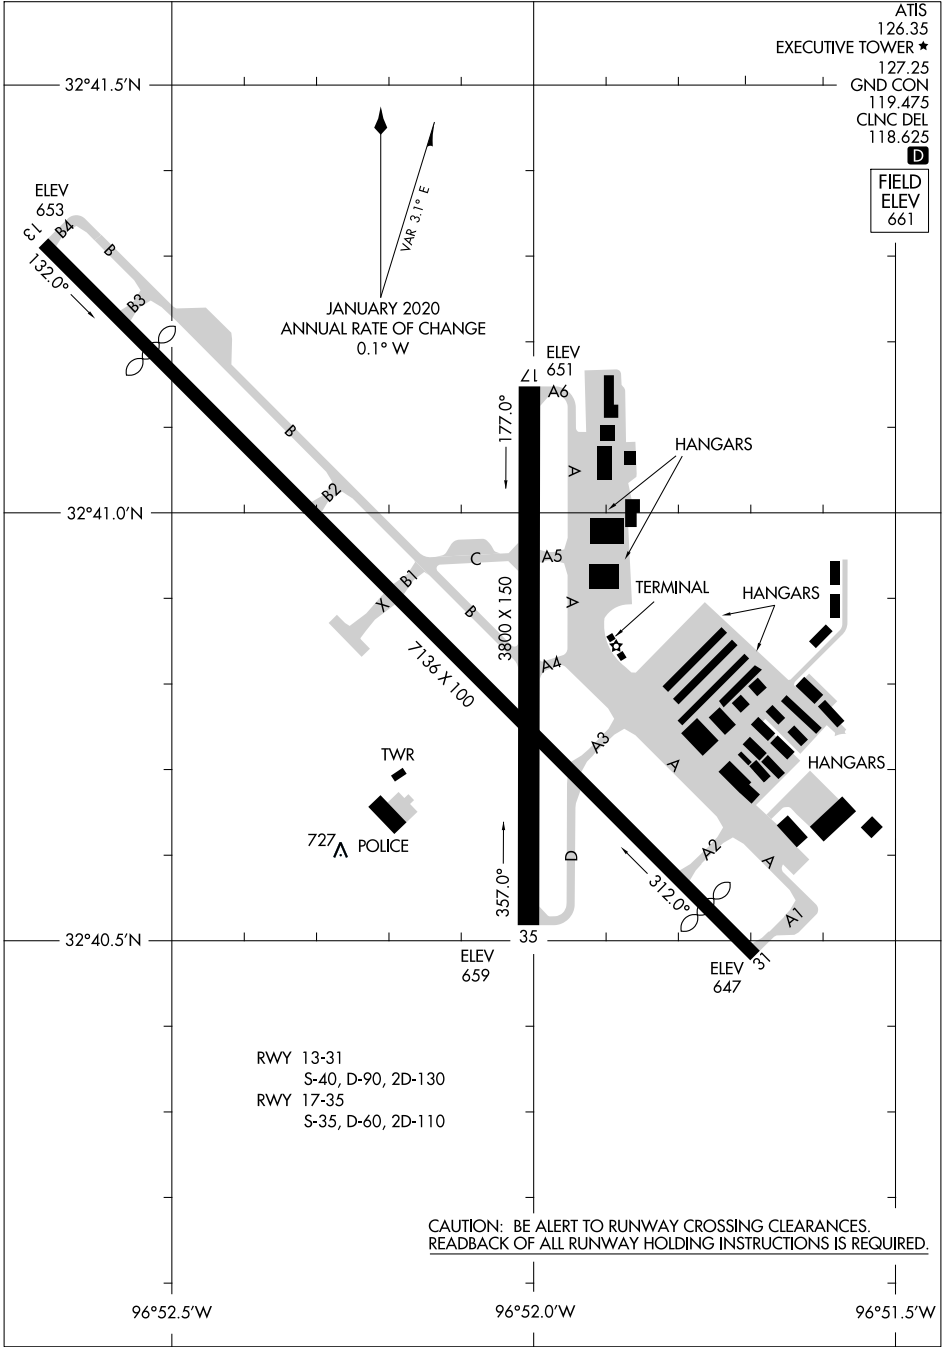 ATIS
126.35
EXECUTIVE TOWER ★
127.25
GND CON
119.475
CLNC DEL
118.625
D
FIELD
ELEV
661
32°41.5'N
VAR 3.1° E
JANUARY 2020
ANNUAL RATE OF CHANGE
0.1° W
ELEV
653
13
B4
B
132.0°
B3
ELEV
651
17
A6
177.0°
B
A
HANGARS
B2
32°41.0'N
C
A5
B1
X
B
A
3800 X 150
TERMINAL
HANGARS
7136 X 100
A4
A3
A
TWR
HANGARS
727
POLICE
D
A2
A
357.0°
312.0°
A1
32°40.5'N
35
31
ELEV
659
ELEV
647
RWY 13-31
S-40, D-90, 2D-130
RWY 17-35
S-35, D-60, 2D-110
CAUTION: BE ALERT TO RUNWAY CROSSING CLEARANCES.
READBACK OF ALL RUNWAY HOLDING INSTRUCTIONS IS REQUIRED.
96°52.5'W
96°52.0'W
96°51.5'W